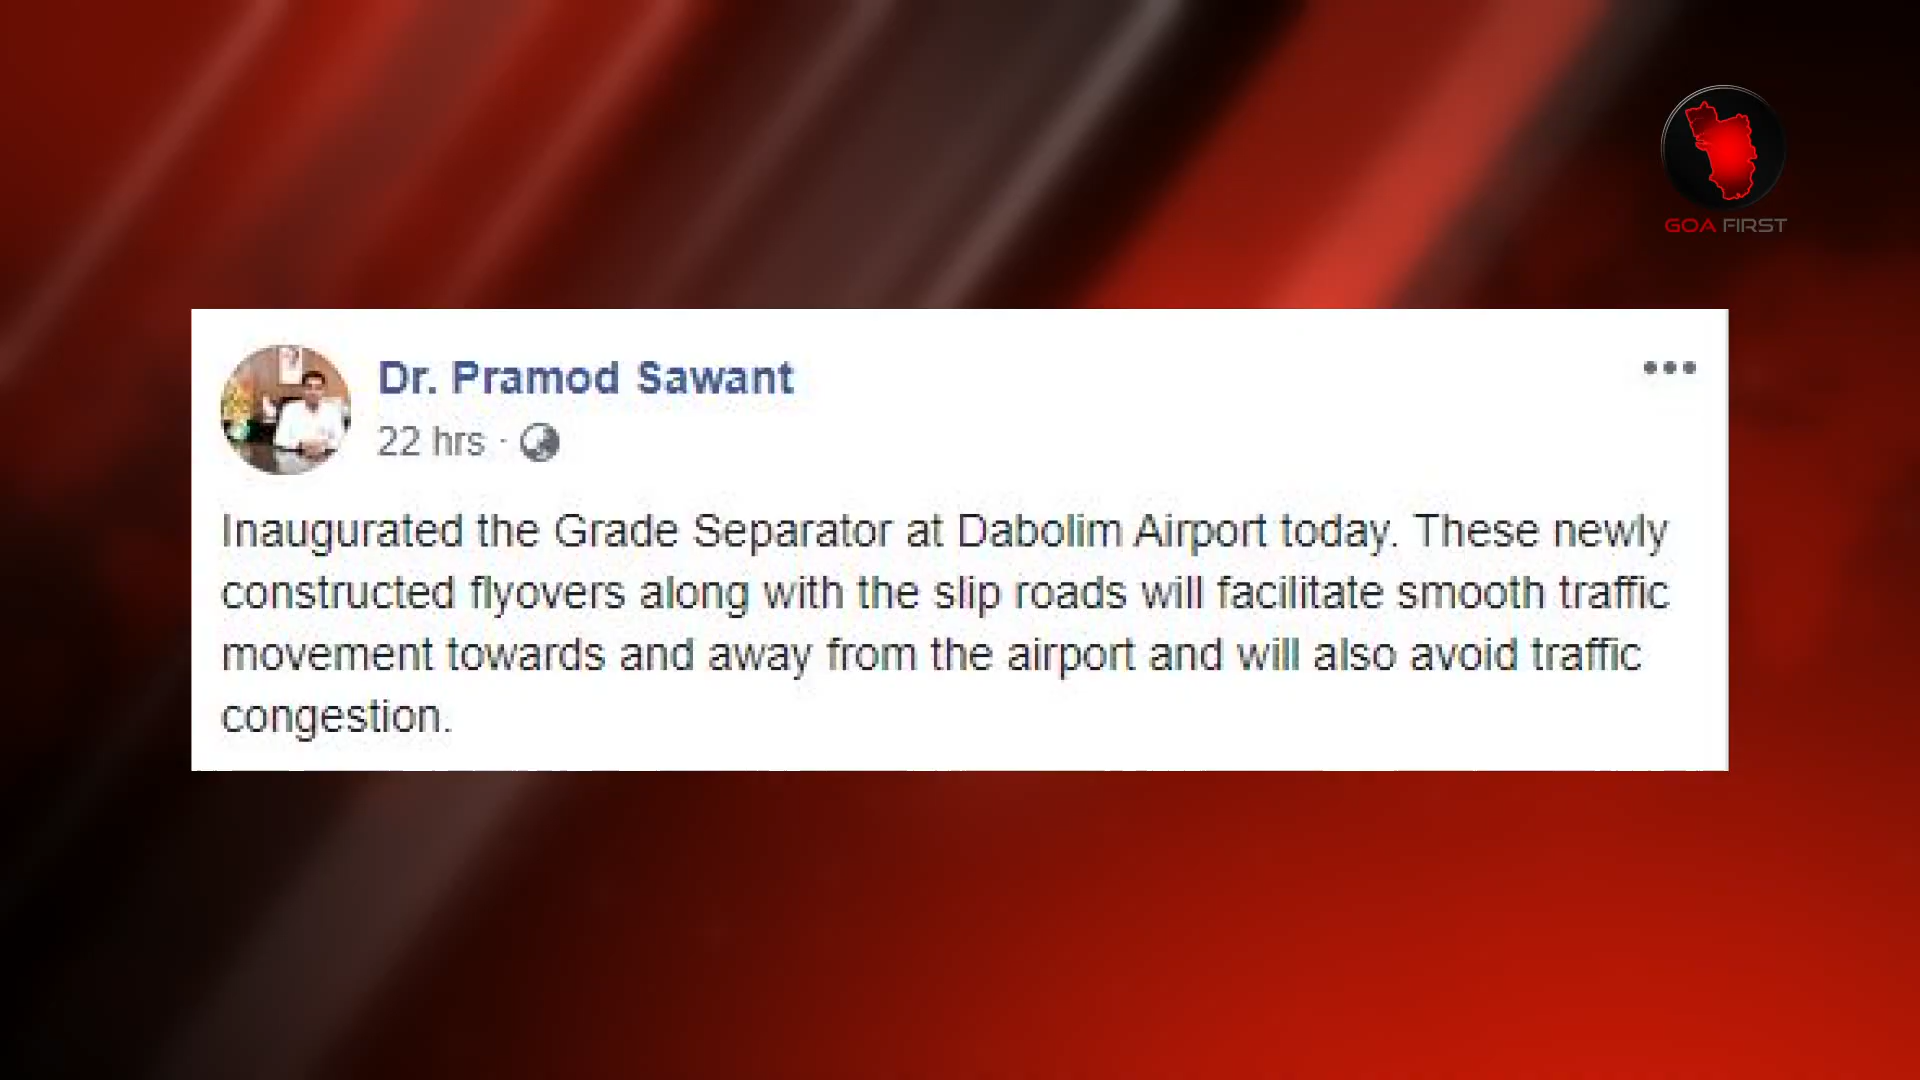 GOA FIRST
Dr. Pramod Sawant
22 hrs ·
Inaugurated the Grade Separator at Dabolim Airport today. These newly
constructed flyovers along with the slip roads will facilitate smooth traffic
movement towards and away from the airport and will also avoid traffic
congestion.